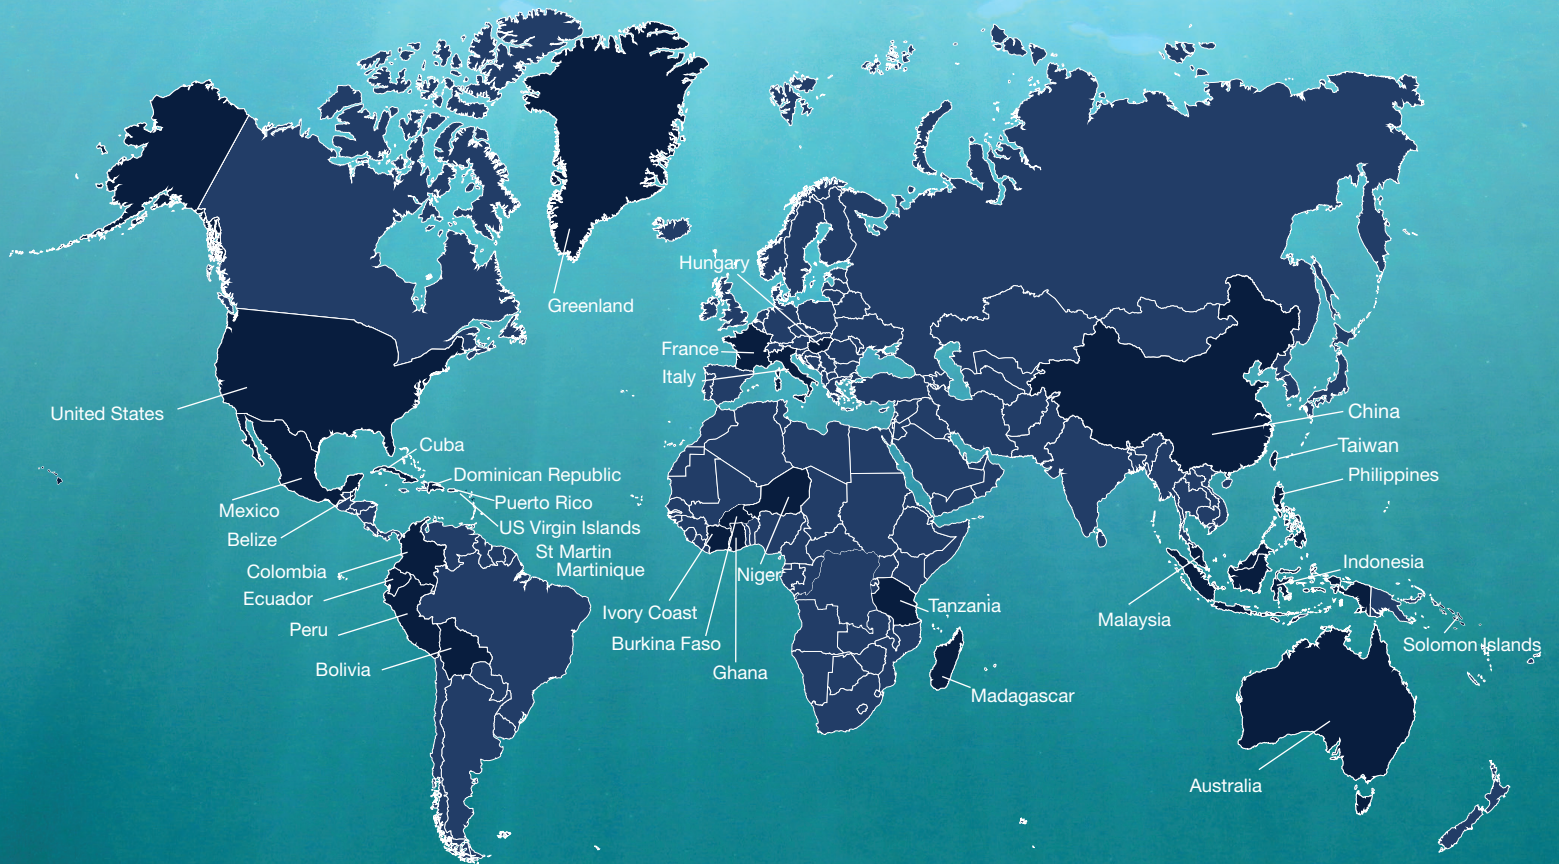 Hungary
Greenland
France
Italy
United States
China
Cuba
Taiwan
Dominican Republic
Philippines
Puerto Rico
Mexico
US Virgin Islands
Belize
St Martin
Martinique
Indonesia
Colombia
Niger
Ecuador
Ivory Coast
Tanzania
Malaysia
Peru
Burkina Faso
Solomon Islands
Bolivia
Ghana
Madagascar
Australia